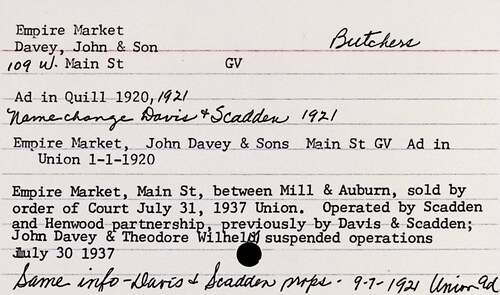 Empire Market
Davey, John & Son Butchers
109 W. Main St GV
Ad in Quill 1920, 1921
Name change Davis & Scadden 1921
Empire Market, John Davey & Sons Main St GV Ad in
Union 1-1-1920
Empire Market, Main St, between Mill & Auburn, sold by
order of Court July 31, 1937 Union. Operated by Scadden
and Henwood partnership, previously by Davis & Scadden;
John Davey & Theodore Wilhelm suspended operations
July 30 1937
Same info - Davis & Scadden props. 9-7-1921 Union Ad